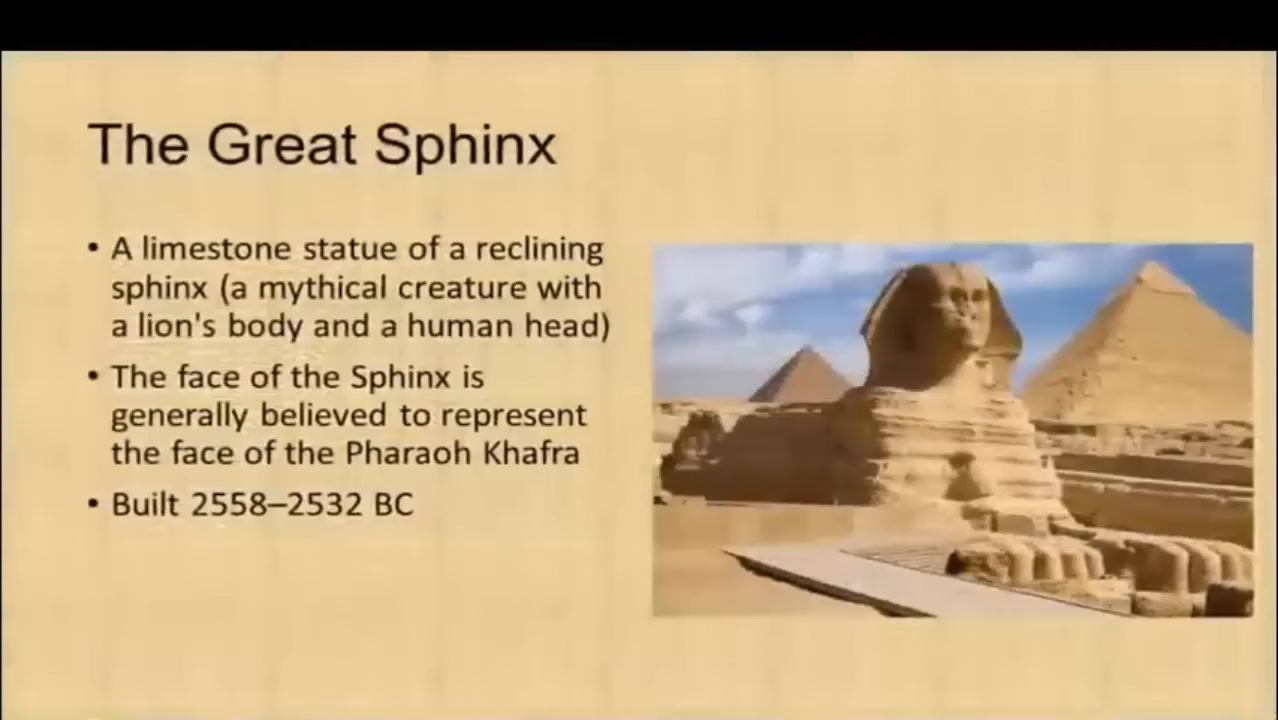 The Great Sphinx
• A limestone statue of a reclining
sphinx (a mythical creature with
a lion's body and a human head)
• The face of the Sphinx is
generally believed to represent
the face of the Pharaoh Khafra
• Built 2558–2532 BC